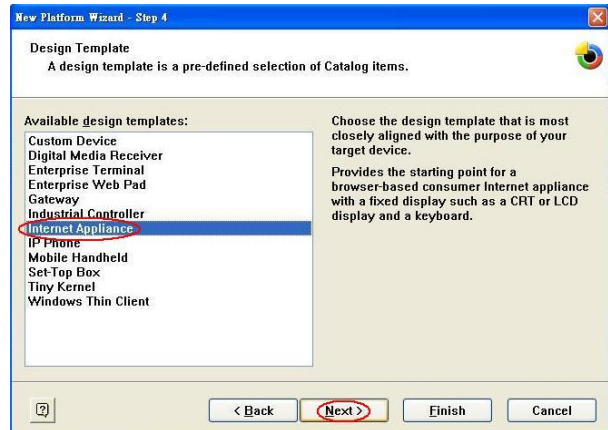 New Platform Wizard - Step 4
Design Template
A design template is a pre-defined selection of Catalog items.
Available design templates:
Custom Device
Digital Media Receiver
Enterprise Terminal
Enterprise Web Pad
Gateway
Industrial Controller
Internet Appliance
IP Phone
Mobile Handheld
Set-Top Box
Tiny Kernel
Windows Thin Client
Choose the design template that is most
closely aligned with the purpose of your
target device.
Provides the starting point for a
browser-based consumer Internet appliance
with a fixed display such as a CRT or LCD
display and a keyboard.
?
< Back
Next >
Finish
Cancel